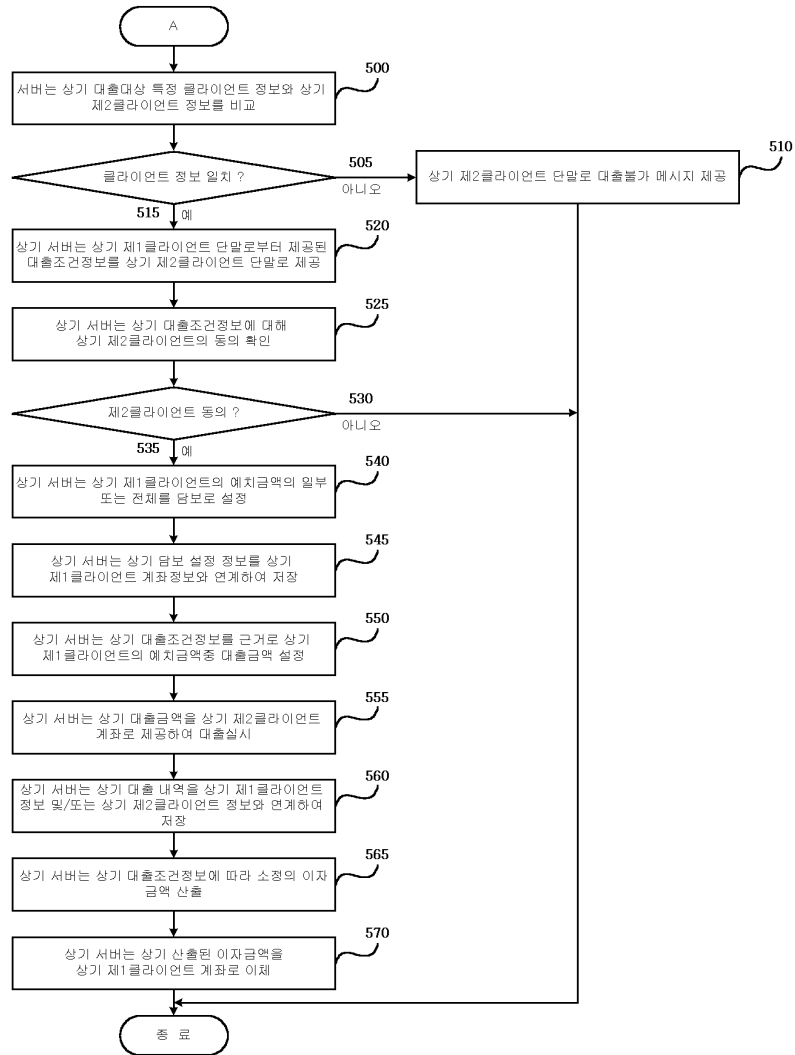 A
500
서버는 상기 대출대상 특정 클라이언트 정보와 상기
제2클라이언트 정보를 비교
클라이언트 정보 일치 ?
505
아니오
510
상기 제2클라이언트 단말로 대출불가 메시지 제공
515
예
520
상기 서버는 상기 제1클라이언트 단말로부터 제공된
대출조건정보를 상기 제2클라이언트 단말로 제공
525
상기 서버는 상기 대출조건정보에 대해
상기 제2클라이언트의 동의 확인
제2클라이언트 동의 ?
530
아니오
535
예
540
상기 서버는 상기 제1클라이언트의 예치금액의 일부
또는 전체를 담보로 설정
545
상기 서버는 상기 담보 설정 정보를 상기
제1클라이언트 계좌정보와 연계하여 저장
550
상기 서버는 상기 대출조건정보를 근거로 상기
제1클라이언트의 예치금액중 대출금액 설정
555
상기 서버는 상기 대출금액을 상기 제2클라이언트
계좌로 제공하여 대출실시
560
상기 서버는 상기 대출 내역을 상기 제1클라이언트
정보 및/또는 상기 제2클라이언트 정보와 연계하여
저장
565
상기 서버는 상기 대출조건정보에 따라 소정의 이자
금액 산출
570
상기 서버는 상기 산출된 이자금액을
상기 제1클라이언트 계좌로 이체
종 료